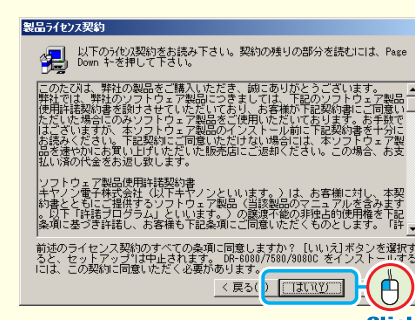 製品ライセンス契約
以下のライセンス契約をお読み下さい。契約の残りの部分を読むには、Page
Down キーを押して下さい。
このたびは、弊社の製品をご購入いただき、誠にありがとうございます。
弊社では、弊社のソフトウェア製品につきましては、下記のソフトウェア製品
使用許諾契約書を設けさせていただいており、お客様が下記契約書にご同意い
ただいた場合にのみソフトウェア製品をご使用いただいております。お手数で
はございますが、本ソフトウェア製品のインストール前に下記契約書を十分に
お読みください。下記契約にご同意いただけない場合には、本ソフトウェア製
品を速やかにお買い上げいただいた販売店にご返却ください。この場合、お支
払い済の代金をお返し致します。
ソフトウェア製品使用許諾契約書
キヤノン電子株式会社（以下キヤノンといいます。）は、お客様に対し、本契
約書とともにご提供するソフトウェア製品（当該製品のマニュアルを含みます
。以下「許諾プログラム」といいます。）の譲渡不能の非独占的使用権を下記
条項に基づき許諾し、お客様も下記条項にご同意いただくものとします。「許
前述のライセンス契約のすべての条項に同意しますか？ [いいえ] ボタンを選択す
ると、セットアップは中止されます。 DR-6080/7580/9080C をインストールする
には、この契約に同意いただく必要があります。
< 戻る( はい(Y)
Click